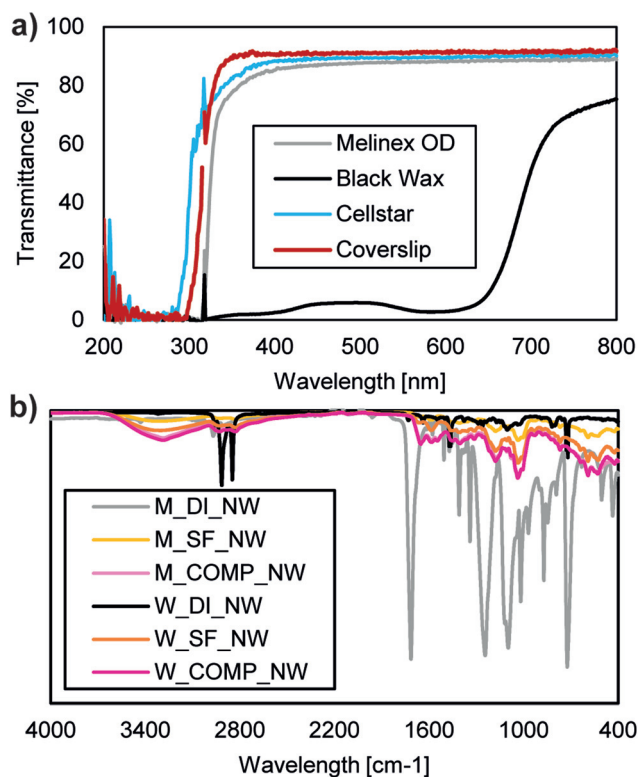 a)
100
80
60
40
20
0
Transmittance [%]
Melinex OD
Black Wax
Cellstar
Coverslip
200 300 400 500 600 700 800
Wavelength [nm]
b)
M_DI_NW
M_SF_NW
M_COMP_NW
W_DI_NW
W_SF_NW
W_COMP_NW
4000 3400 2800 2200 1600 1000 400
Wavelength [cm-1]